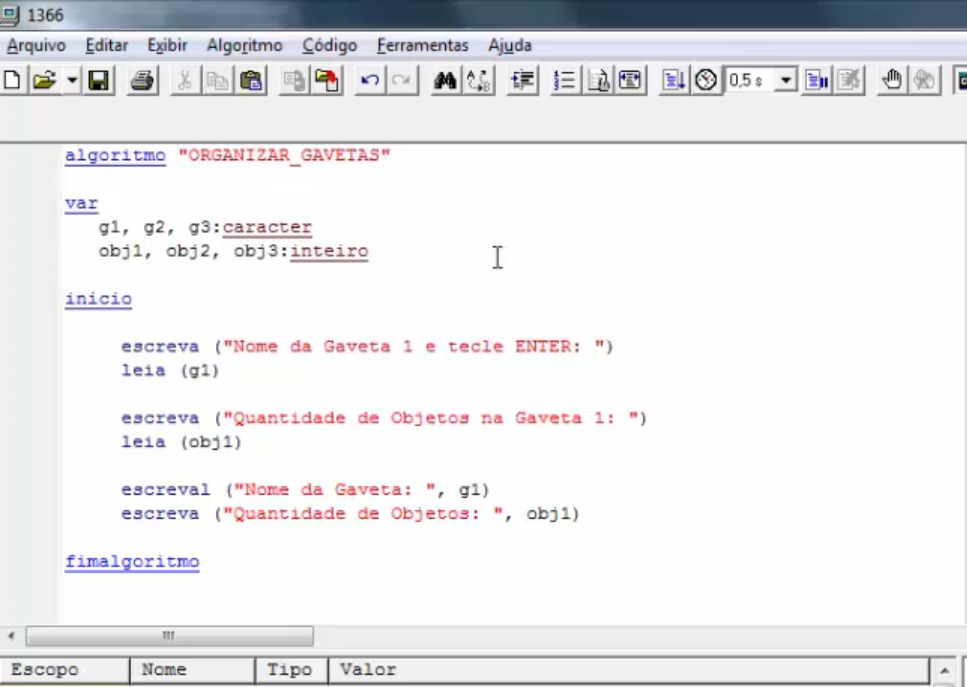 1366
Arquivo Editar Exibir Algoritmo Código Ferramentas Ajuda
0,5 s
algoritmo "ORGANIZAR_GAVETAS"
var
g1, g2, g3:caracter
obj1, obj2, obj3:inteiro
inicio
escreva ("Nome da Gaveta 1 e tecle ENTER: ")
leia (g1)
escreva ("Quantidade de Objetos na Gaveta 1: ")
leia (obj1)
escreval ("Nome da Gaveta: ", g1)
escreva ("Quantidade de Objetos: ", obj1)
fimalgoritmo
Escopo Nome Tipo Valor